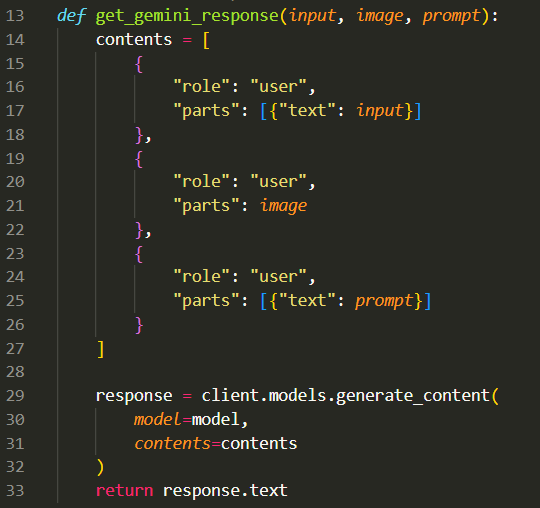 13 def get_gemini_response(input, image, prompt):
14     contents = [
15         {
16             "role": "user",
17             "parts": [{"text": input}]
18         },
19         {
20             "role": "user",
21             "parts": image
22         },
23         {
24             "role": "user",
25             "parts": [{"text": prompt}]
26         }
27     ]
28
29     response = client.models.generate_content(
30         model=model,
31         contents=contents
32     )
33     return response.text